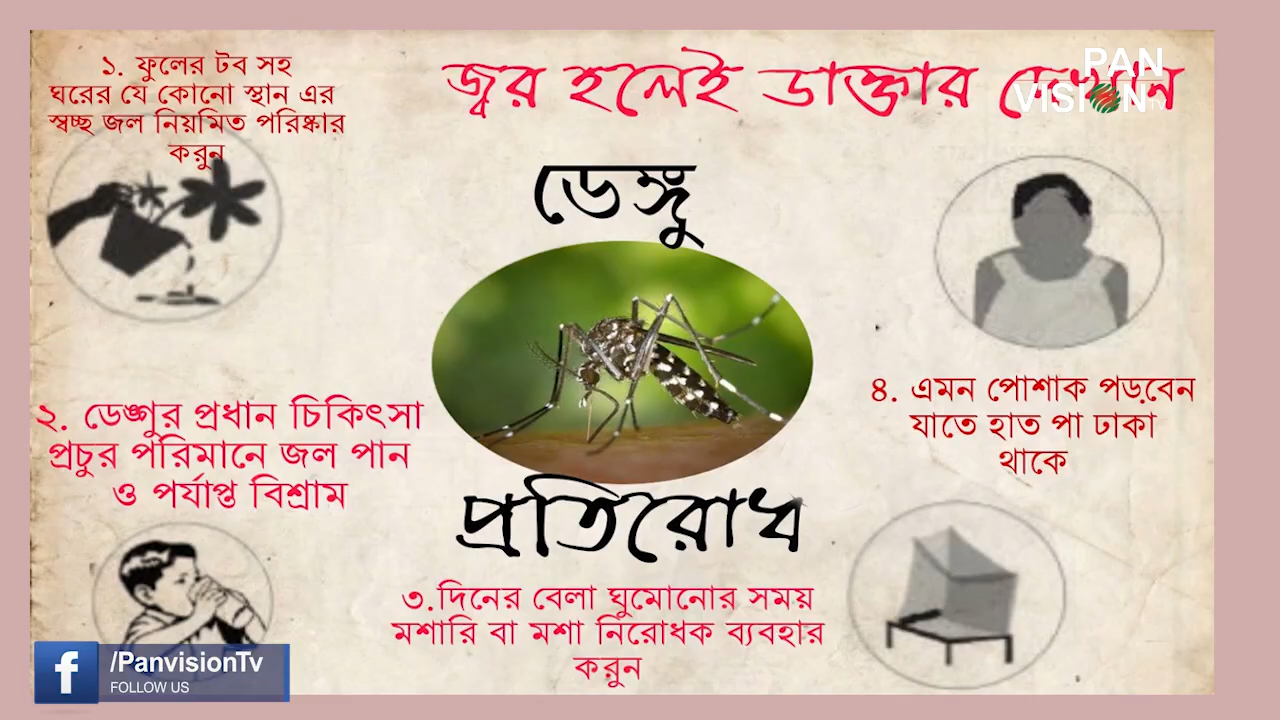 ১. ফুলের টব সহ
ঘরের যে কোনো স্থান এর
স্বচ্ছ জল নিয়মিত পরিষ্কার
করুন
জ্বর হলেই ডাক্তার দেখান
PAN
VISION TV
ডেঙ্গু
২. ডেঙ্গুর প্রধান চিকিৎসা
প্রচুর পরিমানে জল পান
ও পর্যাপ্ত বিশ্রাম
৪. এমন পোশাক পড়বেন
যাতে হাত পা ঢাকা
থাকে
প্রতিরোধ
৩.দিনের বেলা ঘুমোনোর সময়
মশারি বা মশা নিরোধক ব্যবহার
করুন
f /PanvisionTv
FOLLOW US